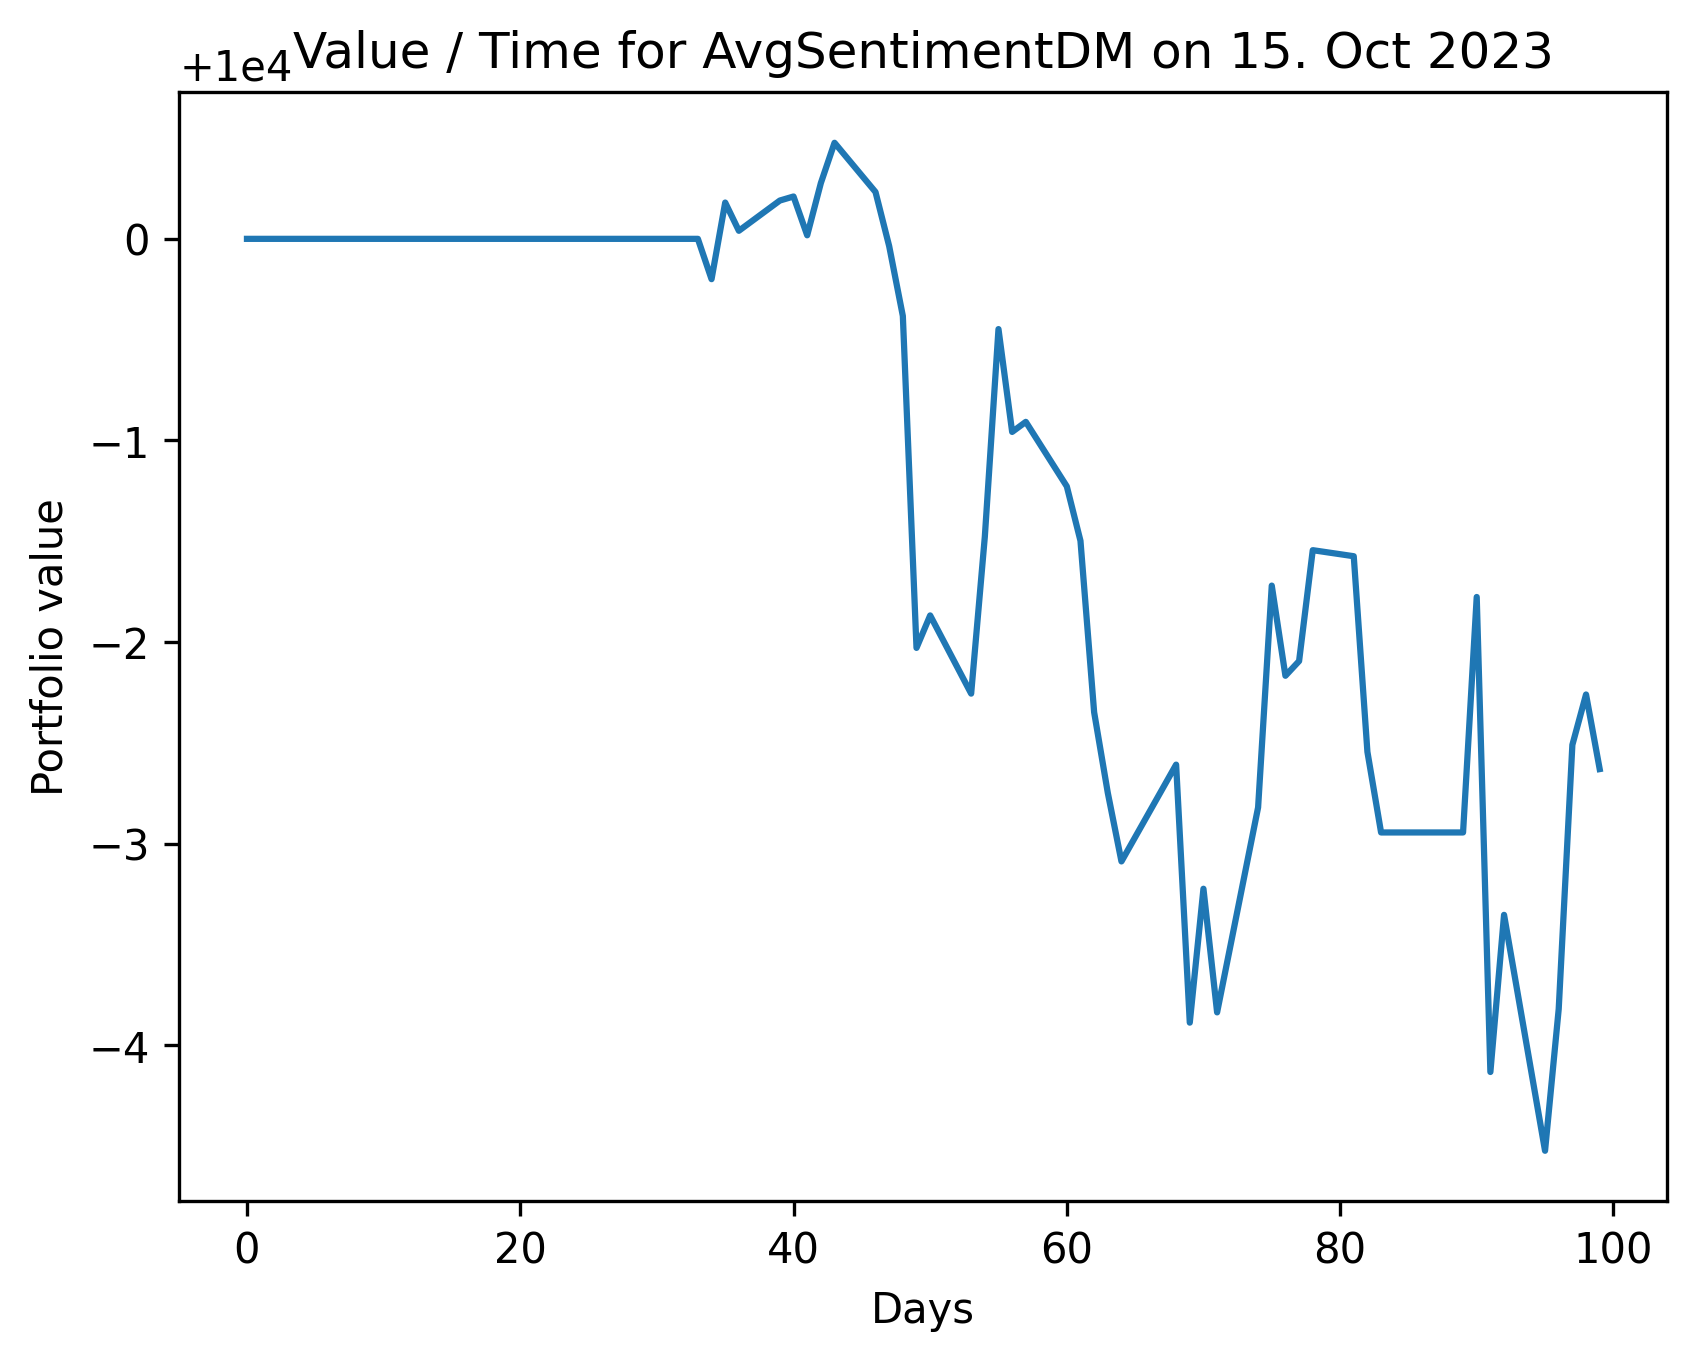 Value / Time for AvgSentimentDM on 15. Oct 2023
+1e4
0
−1
−2
−3
−4
Portfolio value
0 20 40 60 80 100
Days